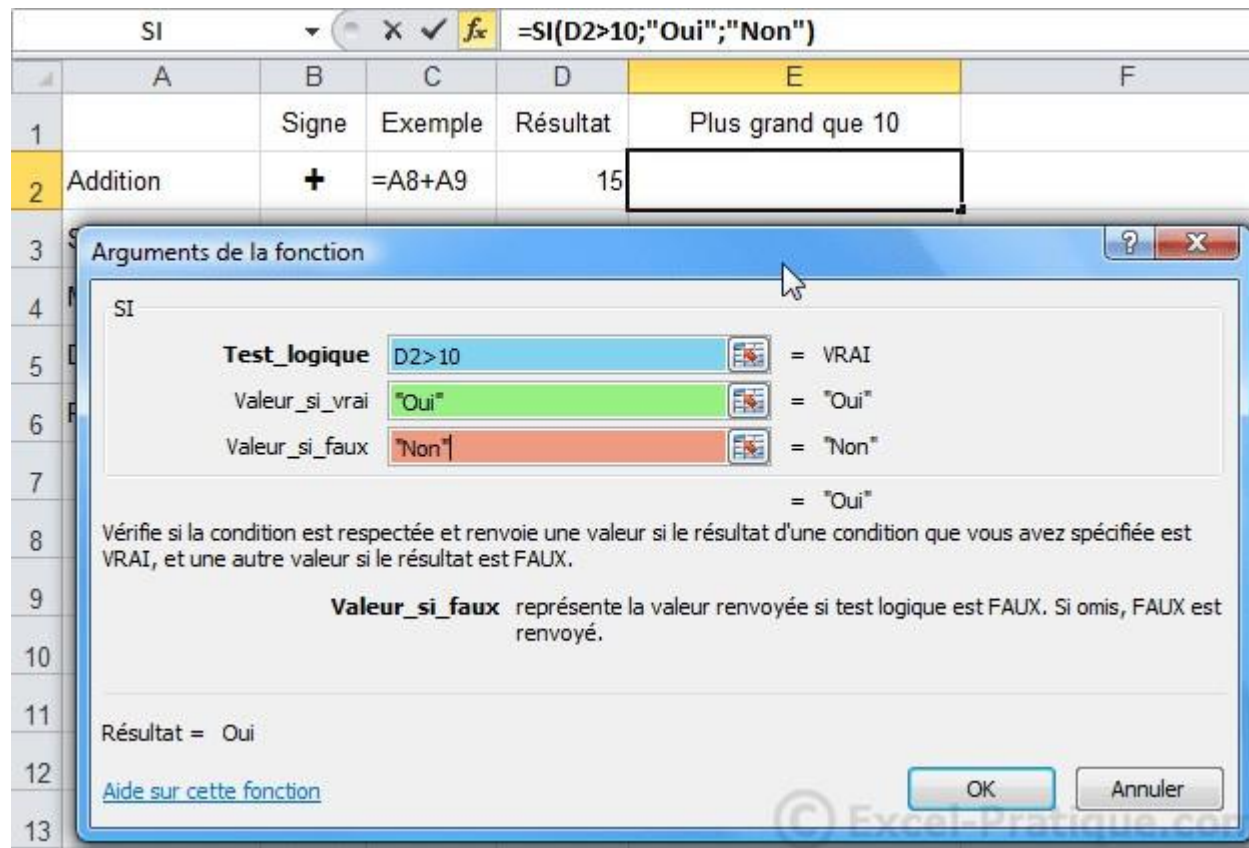 SI fx =SI(D2>10;"Oui";"Non")
A B C D E F
1 Signe Exemple Résultat Plus grand que 10
2 Addition + =A8+A9 15
3 Arguments de la fonction ?
4 SI
5 Test_logique D2>10 = VRAI
Valeur_si_vrai "Oui" = "Oui"
6 Valeur_si_faux "Non" = "Non"
7 = "Oui"
8 Vérifie si la condition est respectée et renvoie une valeur si le résultat d'une condition que vous avez spécifiée est
VRAI, et une autre valeur si le résultat est FAUX.
9 Valeur_si_faux représente la valeur renvoyée si test logique est FAUX. Si omis, FAUX est
renvoyé.
10
11 Résultat = Oui
12 Aide sur cette fonction OK Annuler
13 © Excel-Pratique.com